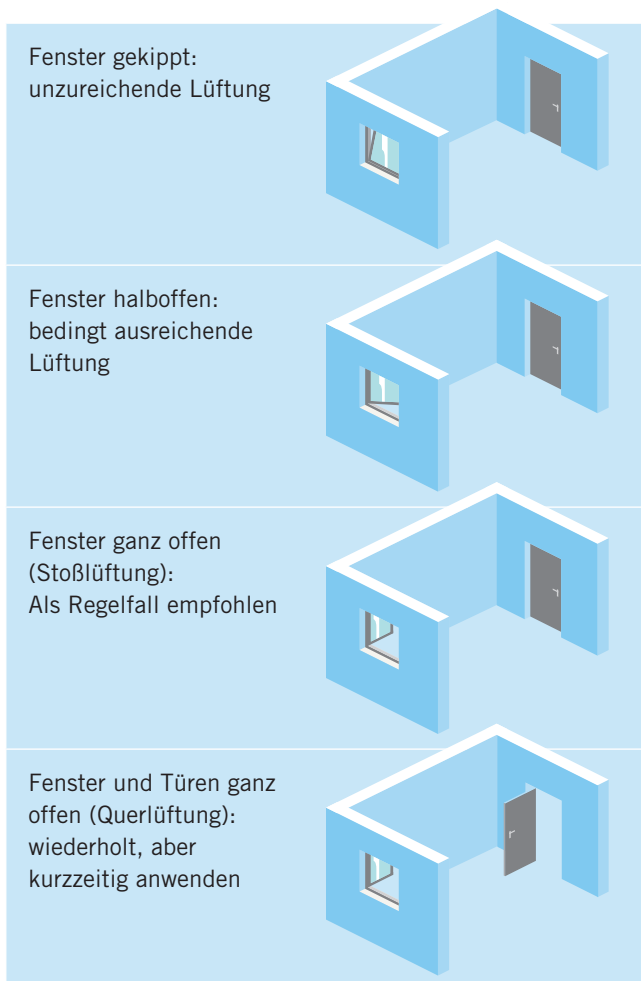 Fenster gekippt:
unzureichende Lüftung
Fenster halboffen:
bedingt ausreichende
Lüftung
Fenster ganz offen
(Stoßlüftung):
Als Regelfall empfohlen
Fenster und Türen ganz
offen (Querlüftung):
wiederholt, aber
kurzzeitig anwenden